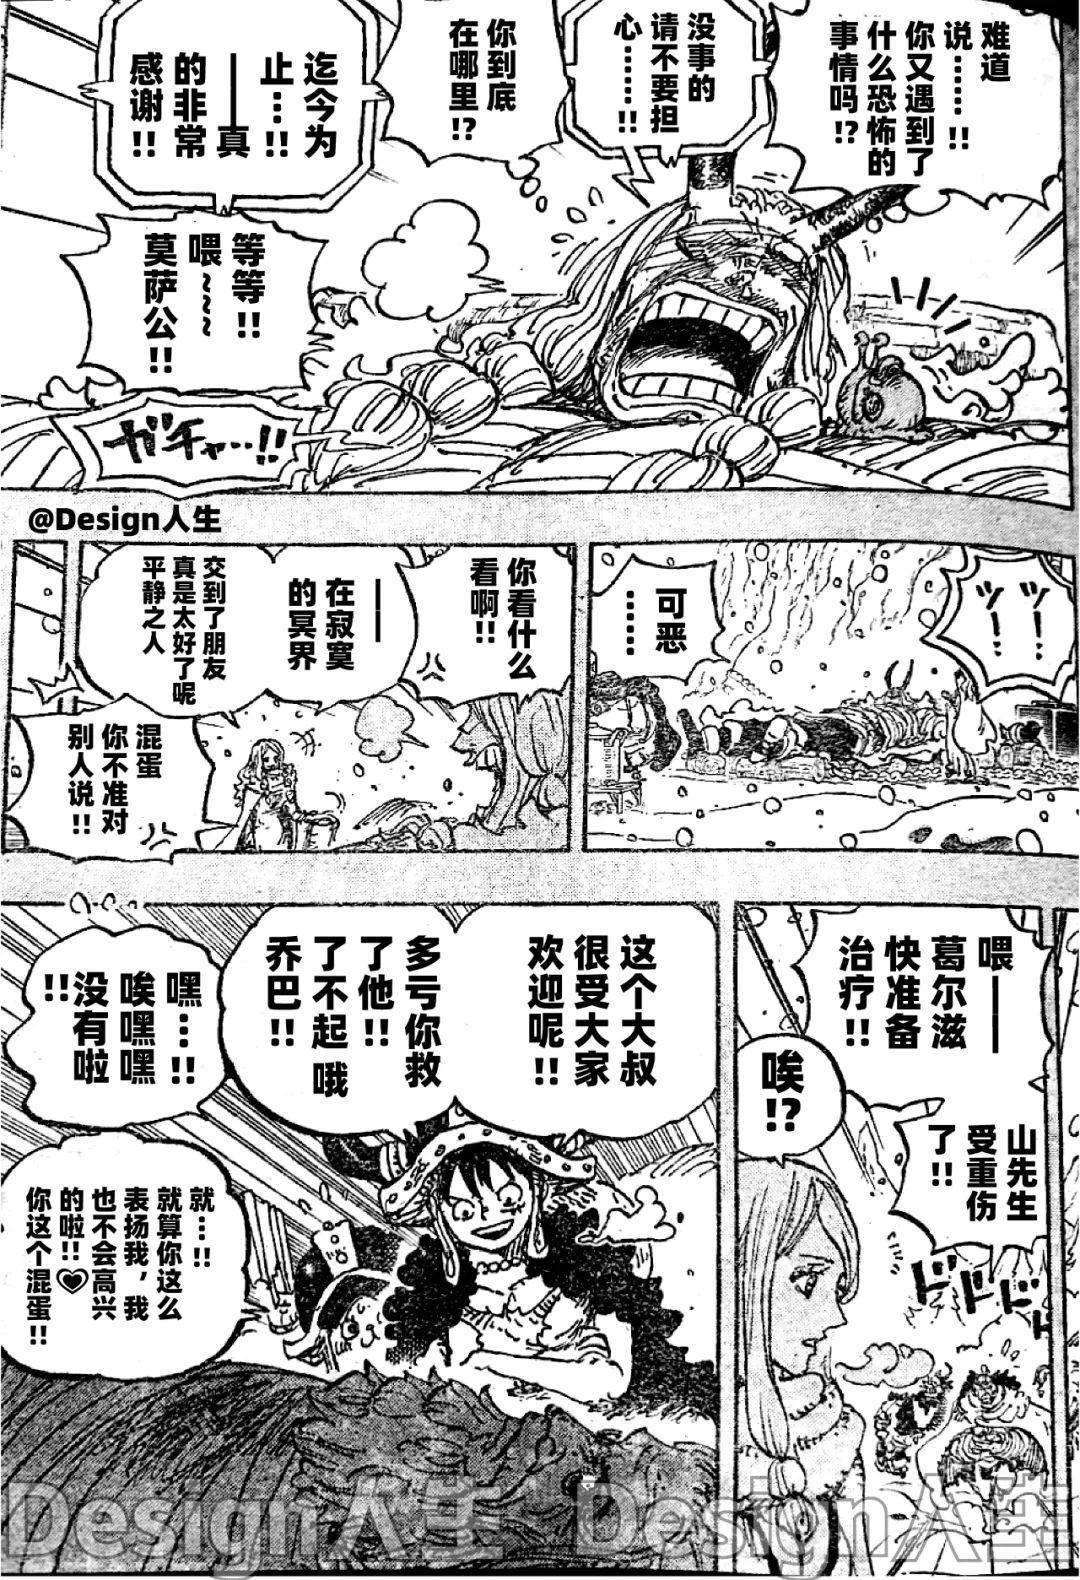 难道
说……!!
你又遇到了
什么恐怖的
事情吗!?
没事的
请不要担
心……!!
你到底
在哪里!?
迄今为
止…!!
——真
的非常
感谢!!
等等!!
喂~~~
莫萨公!!
ガチャ…!!
@Design人生
ツー!
ツー!
可恶
……
你看什么
看啊!!
——
在寂寞
的冥界
交到了朋友
真是太好了呢
平静之人
混蛋
你不准对
别人说!!
喂——
葛尔滋
快准备
治疗!!
山先生
受重伤
了!!
唉!?
ドドドド
这个大叔
很受大家
欢迎呢!!
多亏你救
了他!!
了不起 哦
乔巴!!
嘿…!!
唉嘿嘿
没有啦
!!
就…!!
就算你这么
表扬我，我
也不会高兴
的啦!!♥
你这个混蛋!!
Design人生 Design人生